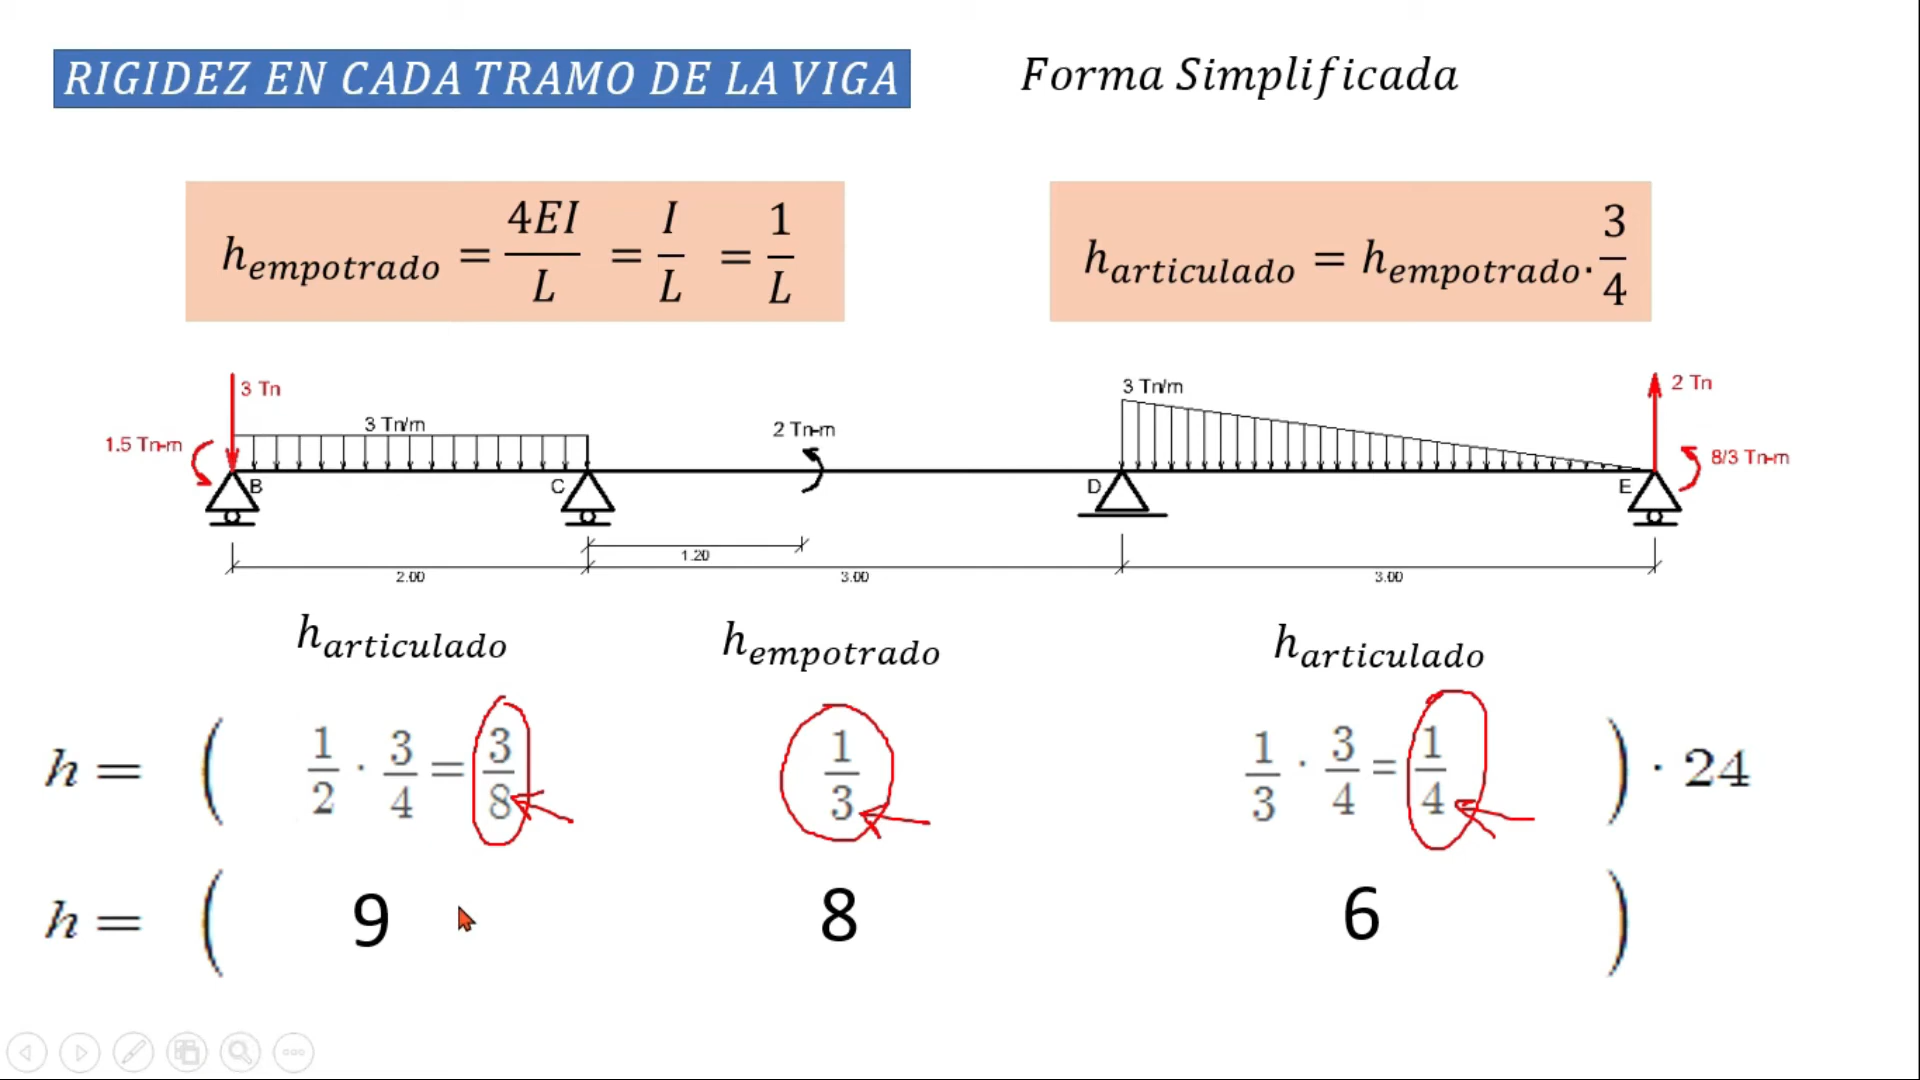 RIGIDEZ EN CADA TRAMO DE LA VIGA
Forma Simplificada
h_empotrado = 4EI/L = I/L = 1/L
h_articulado = h_empotrado . 3/4
3 Tn
1.5 Tn-m
3 Tn/m
2 Tn-m
3 Tn/m
2 Tn
8/3 Tn-m
B
C
D
E
1.20
2.00
3.00
3.00
h_articulado
h_empotrado
h_articulado
h = ( 1/2 · 3/4 = 3/8 1/3 1/3 · 3/4 = 1/4 ) · 24
h = ( 9 8 6 )